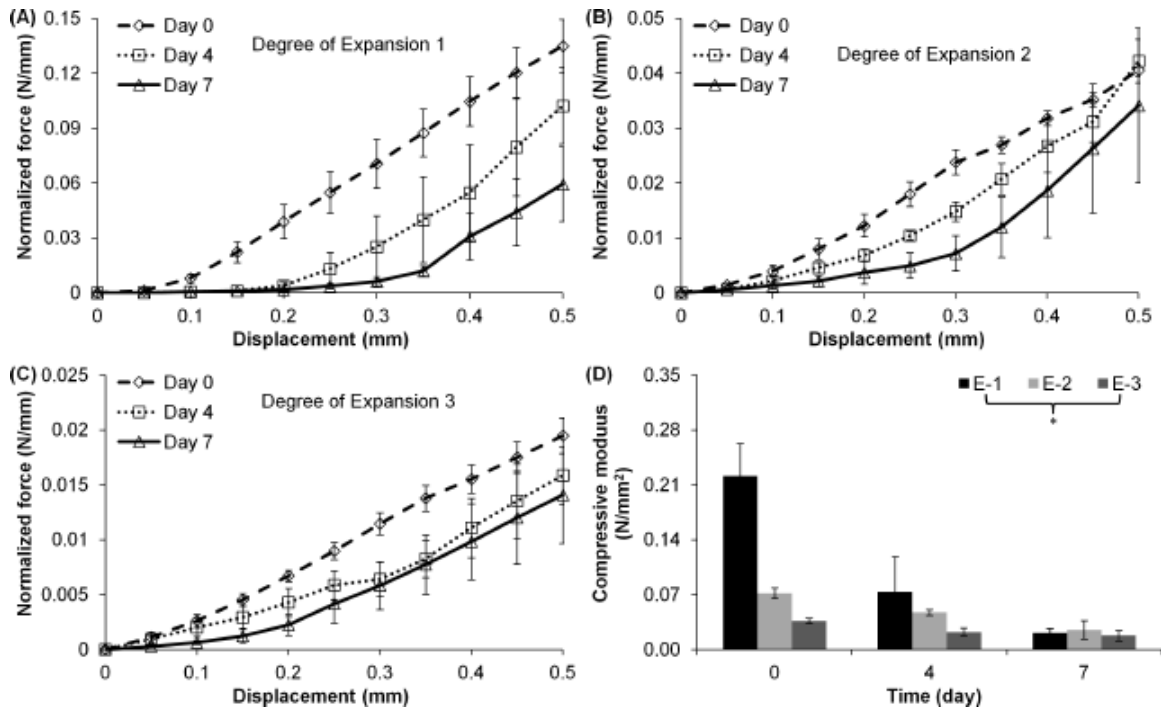 (A)
Normalized force (N/mm)
0.15
0.12
0.09
0.06
0.03
0
Day 0
Day 4
Day 7
Degree of Expansion 1
0 0.1 0.2 0.3 0.4 0.5
Displacement (mm)
(B)
Normalized force (N/mm)
0.05
0.04
0.03
0.02
0.01
0
Day 0
Day 4
Day 7
Degree of Expansion 2
0 0.1 0.2 0.3 0.4 0.5
Displacement (mm)
(C)
Normalized force (N/mm)
0.025
0.02
0.015
0.01
0.005
0
Day 0
Day 4
Day 7
Degree of Expansion 3
0 0.1 0.2 0.3 0.4 0.5
Displacement (mm)
(D)
Compressive moduus
(N/mm²)
0.35
0.28
0.21
0.14
0.07
0.00
E-1 E-2 E-3
*
0 4 7
Time (day)